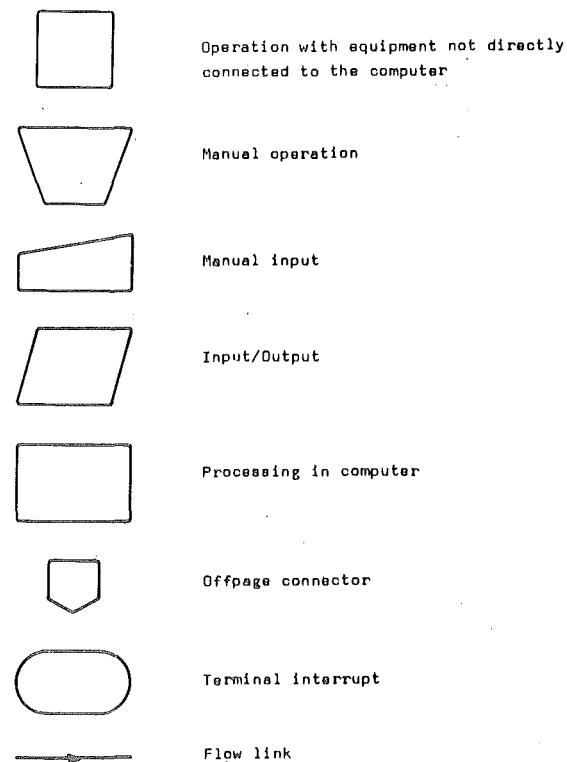 Operation with equipment not directly
connected to the computer
Manual operation
Manual input
Input/Output
Processing in computer
Offpage connector
Terminal interrupt
Flow link